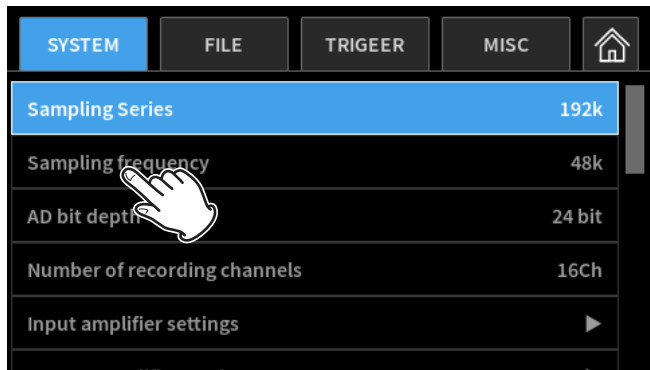 SYSTEM FILE TRIGEER MISC
Sampling Series 192k
Sampling frequency 48k
AD bit depth 24 bit
Number of recording channels 16Ch
Input amplifier settings